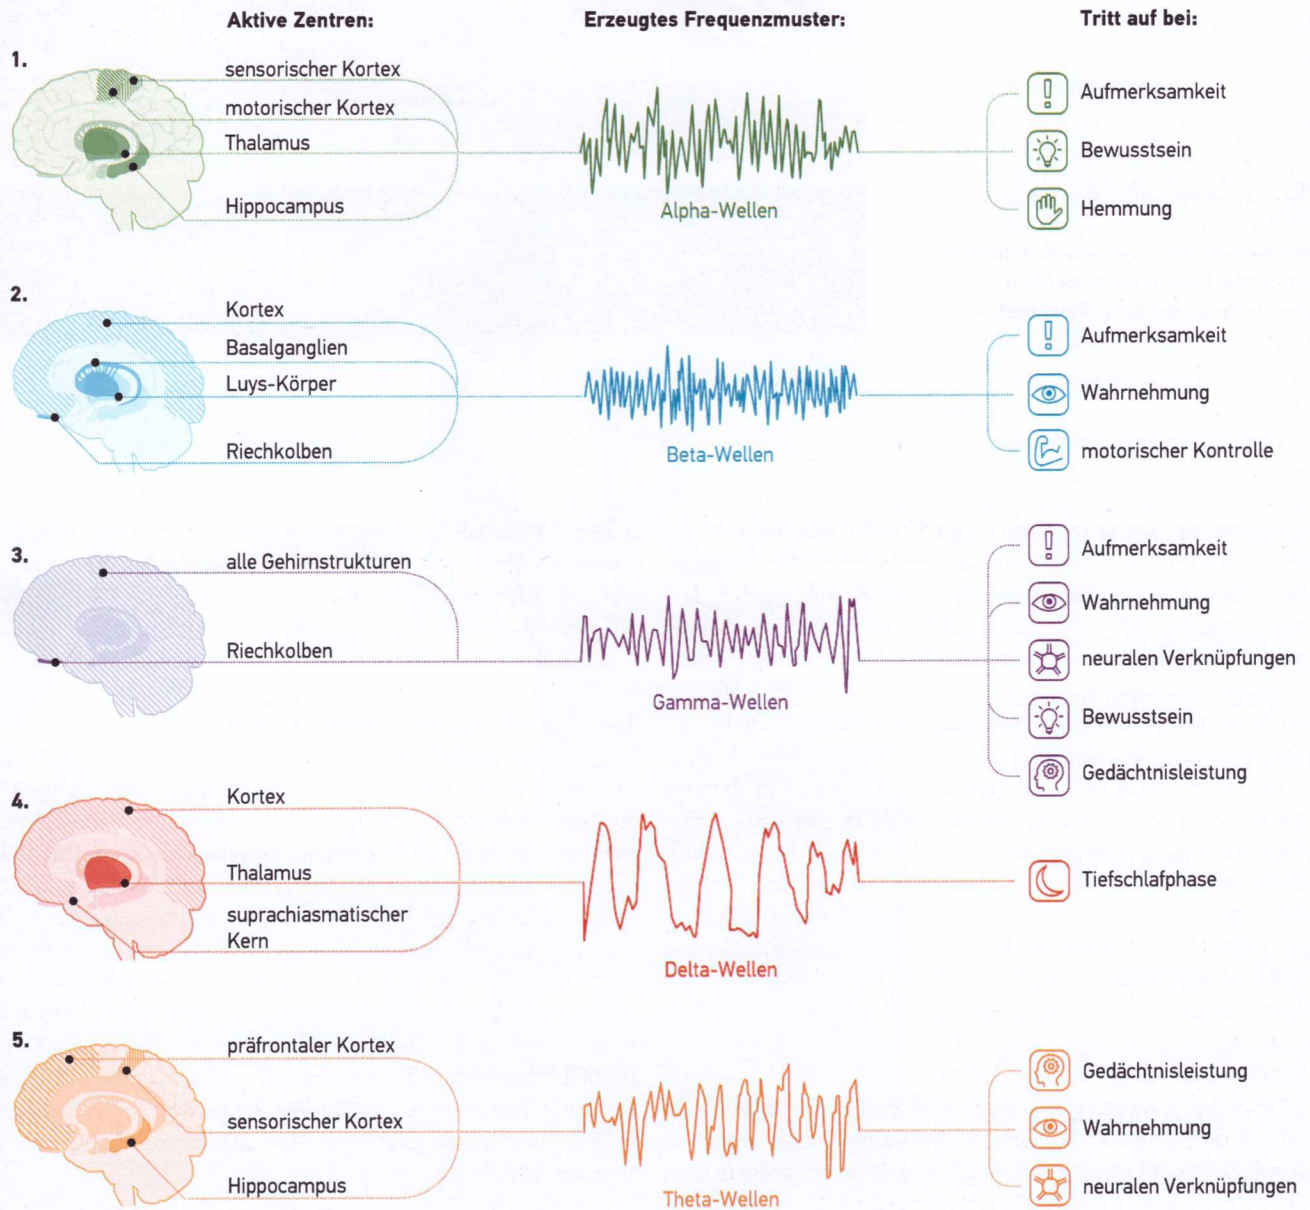 Aktive Zentren:
Erzeugtes Frequenzmuster:
Tritt auf bei:
1.
sensorischer Kortex
motorischer Kortex
Thalamus
Hippocampus
Alpha-Wellen
Aufmerksamkeit
Bewusstsein
Hemmung
2.
Kortex
Basalganglien
Luys-Körper
Riechkolben
Beta-Wellen
Aufmerksamkeit
Wahrnehmung
motorischer Kontrolle
3.
alle Gehirnstrukturen
Riechkolben
Gamma-Wellen
Aufmerksamkeit
Wahrnehmung
neuralen Verknüpfungen
Bewusstsein
Gedächtnisleistung
4.
Kortex
Thalamus
suprachiasmatischer
Kern
Delta-Wellen
Tiefschlafphase
5.
präfrontaler Kortex
sensorischer Kortex
Hippocampus
Theta-Wellen
Gedächtnisleistung
Wahrnehmung
neuralen Verknüpfungen